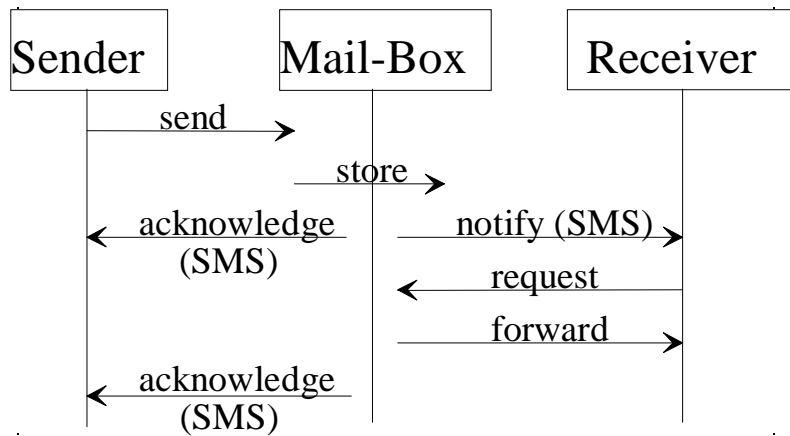 Sender
Mail-Box
Receiver
send
store
acknowledge
(SMS)
notify (SMS)
request
forward
acknowledge
(SMS)